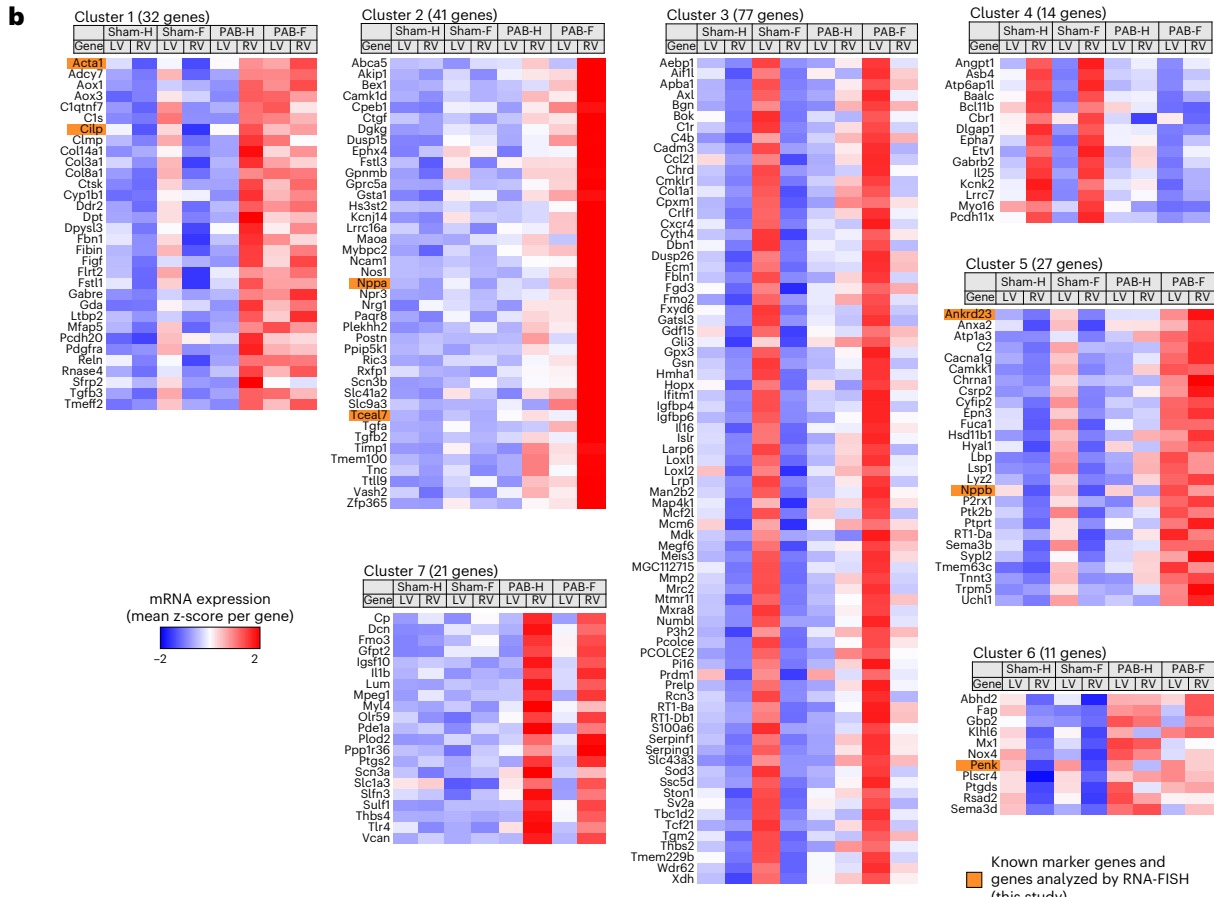 b
Cluster 1 (32 genes)
Sham-H Sham-F PAB-H PAB-F
Gene LV RV LV RV LV RV LV RV
Acta1
Adcy7
Aox1
Aox3
C1qtnf7
C1s
Cilp
Clmp
Col14a1
Col3a1
Col8a1
Ctsk
Cyp1b1
Ddr2
Dpt
Dpysl3
Fbn1
Fibin
Figf
Flrt2
Fstl1
Gabre
Gda
Ltbp2
Mfap5
Pcdh20
Pdgfra
Reln
Rnase4
Sfrp2
Tgfb3
Tmeff2
Cluster 2 (41 genes)
Sham-H Sham-F PAB-H PAB-F
Gene LV RV LV RV LV RV LV RV
Abca5
Akip1
Bex1
Camk1d
Cpeb1
Ctgf
Dgkg
Dusp15
Ephx4
Fstl3
Gpnmb
Gprc5a
Gsta1
Hs3st2
Kcnj14
Lrrc16a
Maoa
Mybpc2
Ncam1
Nos1
Nppa
Npr3
Nrg1
Paqr8
Plekhh2
Postn
Ppip5k1
Ric3
Rxfp1
Scn3b
Slc41a2
Slc9a3
Tceal7
Tgfa
Tgfb2
Timp1
Tmem100
Tnc
Ttll9
Vash2
Zfp365
Cluster 3 (77 genes)
Sham-H Sham-F PAB-H PAB-F
Gene LV RV LV RV LV RV LV RV
Aebp1
Aif1l
Apba1
Axl
Bgn
Bok
C1r
C4b
Cadm3
Ccl21
Chrd
Cmklr1
Col1a1
Cpxm1
Crlf1
Cxcr4
Cyth4
Dbn1
Dusp26
Ecm1
Fbln1
Fgd3
Fmo2
Fxyd6
Gatsl3
Gdf15
Gli3
Gpx3
Gsn
Hmha1
Hopx
Ifitm1
Igfbp4
Igfbp6
Il16
Islr
Larp6
Loxl1
Loxl2
Lrp1
Man2b2
Map4k1
Mcf2l
Mcm6
Mdk
Megf6
Meis3
MGC112715
Mmp2
Mrc2
Mtmr11
Mxra8
Numbl
P3h2
Pcolce
PCOLCE2
Pi16
Prdm1
Prelp
Rcn3
RT1-Ba
RT1-Db1
S100a6
Serpinf1
Serping1
Slc43a3
Sod3
Ssc5d
Ston1
Sv2a
Tbc1d2
Tcf21
Tgm2
Thbs2
Tmem229b
Wdr62
Xdh
Cluster 4 (14 genes)
Sham-H Sham-F PAB-H PAB-F
Gene LV RV LV RV LV RV LV RV
Angpt1
Asb4
Atp6ap1l
Baalc
Bcl11b
Cbr1
Dlgap1
Epha7
Etv1
Gabrb2
Il25
Kcnk2
Lrrc7
Myo16
Pcdh11x
Cluster 5 (27 genes)
Sham-H Sham-F PAB-H PAB-F
Gene LV RV LV RV LV RV LV RV
Ankrd23
Anxa2
Atp1a3
C2
Cacna1g
Camkk1
Chrna1
Csrp2
Cyfip2
Epn3
Fuca1
Hsd11b1
Hyal1
Lbp
Lsp1
Lyz2
Nppb
P2rx1
Ptk2b
Ptprt
RT1-Da
Sema3b
Sypl2
Tmem63c
Tnnt3
Trpm5
Uchl1
Cluster 7 (21 genes)
Sham-H Sham-F PAB-H PAB-F
Gene LV RV LV RV LV RV LV RV
Cp
Dcn
Fmo3
Gfpt2
Igsf10
Il1b
Lum
Mpeg1
Myl4
Olr59
Pde1a
Plod2
Ppp1r36
Ptgs2
Scn3a
Slc1a3
Slfn3
Sulf1
Thbs4
Tlr4
Vcan
mRNA expression
(mean z-score per gene)
−2 2
Cluster 6 (11 genes)
Sham-H Sham-F PAB-H PAB-F
Gene LV RV LV RV LV RV LV RV
Abhd2
Fap
Gbp2
Klhl6
Mx1
Nox4
Penk
Plscr4
Ptgds
Rsad2
Sema3d
Known marker genes and
genes analyzed by RNA-FISH
(this study)